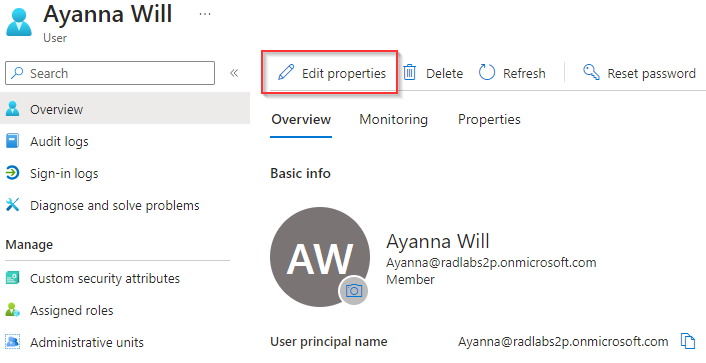 Ayanna Will ...
User
Search «
Edit properties Delete Refresh Reset password
Overview
Audit logs
Sign-in logs
Diagnose and solve problems
Manage
Custom security attributes
Assigned roles
Administrative units
Overview Monitoring Properties
Basic info
AW
Ayanna Will
Ayanna@radlabs2p.onmicrosoft.com
Member
User principal name Ayanna@radlabs2p.onmicrosoft.com